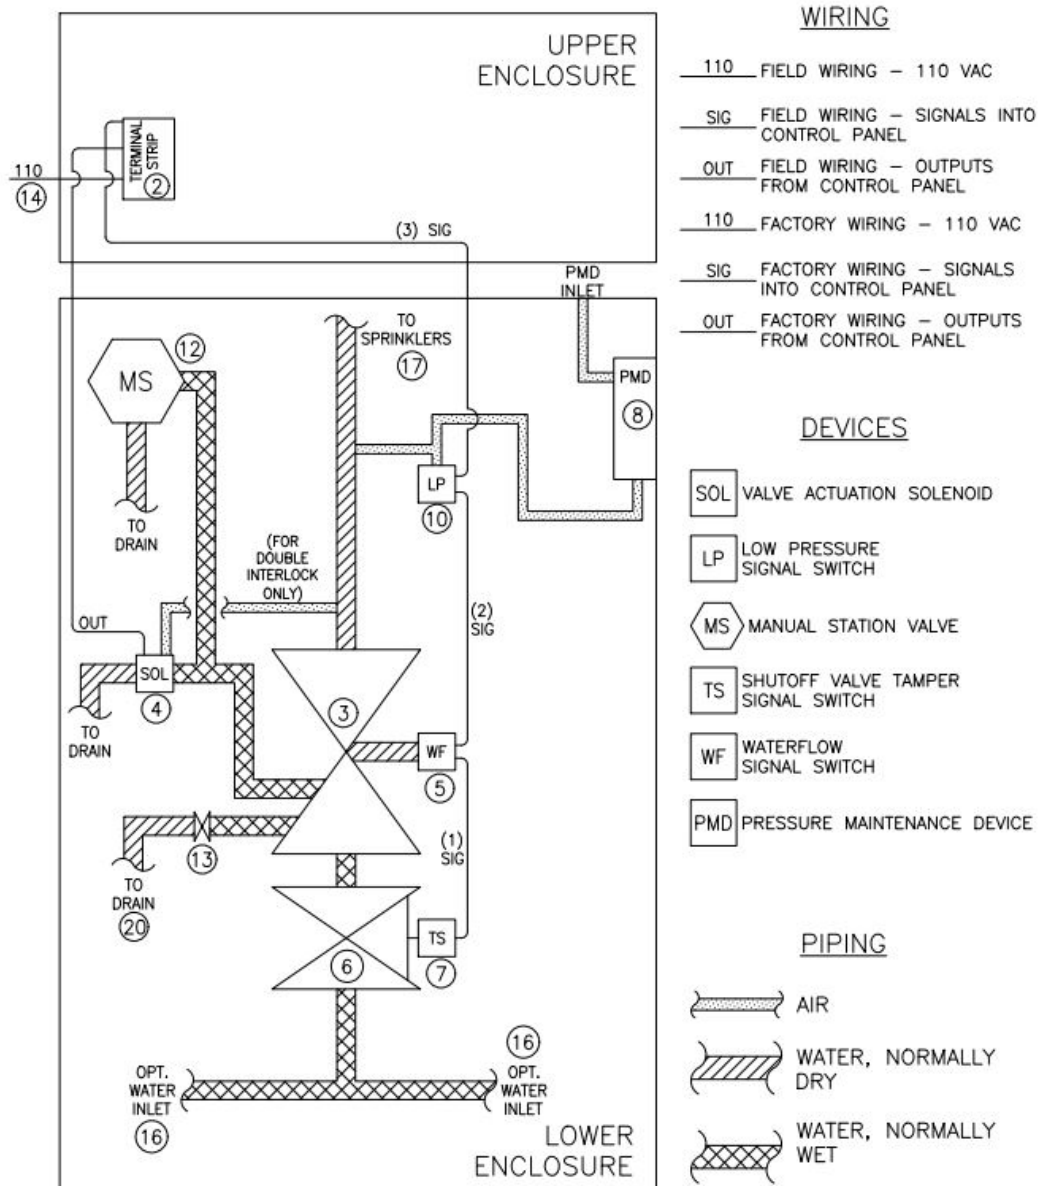 UPPER
ENCLOSURE
TERMINAL
STRIP
2
110
14
(3) SIG
PMD
INLET
TO
SPRINKLERS
17
12
MS
TO
DRAIN
PMD
8
LP
10
(FOR
DOUBLE
INTERLOCK
ONLY)
OUT
(2)
SIG
SOL
4
TO
DRAIN
3
WF
5
13
TO
DRAIN
20
(1)
SIG
TS
7
6
16
OPT.
WATER
INLET
OPT.
WATER
INLET
16
LOWER
ENCLOSURE
WIRING
110 FIELD WIRING – 110 VAC
SIG FIELD WIRING – SIGNALS INTO
CONTROL PANEL
OUT FIELD WIRING – OUTPUTS
FROM CONTROL PANEL
110 FACTORY WIRING – 110 VAC
SIG FACTORY WIRING – SIGNALS
INTO CONTROL PANEL
OUT FACTORY WIRING – OUTPUTS
FROM CONTROL PANEL
DEVICES
SOL VALVE ACTUATION SOLENOID
LP LOW PRESSURE
SIGNAL SWITCH
MS MANUAL STATION VALVE
TS SHUTOFF VALVE TAMPER
SIGNAL SWITCH
WF WATERFLOW
SIGNAL SWITCH
PMD PRESSURE MAINTENANCE DEVICE
PIPING
AIR
WATER, NORMALLY
DRY
WATER, NORMALLY
WET